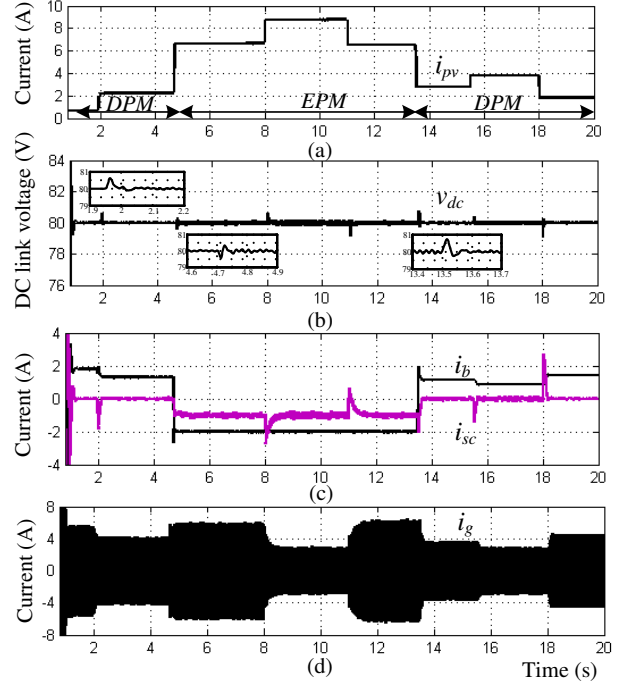 Current (A)
10
8
6
4
2
0
i_pv
DPM
EPM
DPM
2 4 6 8 10 12 14 16 18 20
(a)
DC link voltage (V)
84
82
80
78
76
81
80
79
1.9 2 2.1 2.2
v_dc
81
80
79
4.6 4.7 4.8 4.9
81
80
79
13.4 13.5 13.6 13.7
2 4 6 8 10 12 14 16 18 20
(b)
Current (A)
4
2
0
-2
-4
i_b
i_sc
2 4 6 8 10 12 14 16 18 20
(c)
Current (A)
8
4
0
-4
-8
i_g
2 4 6 8 10 12 14 16 18 20
(d)
Time (s)